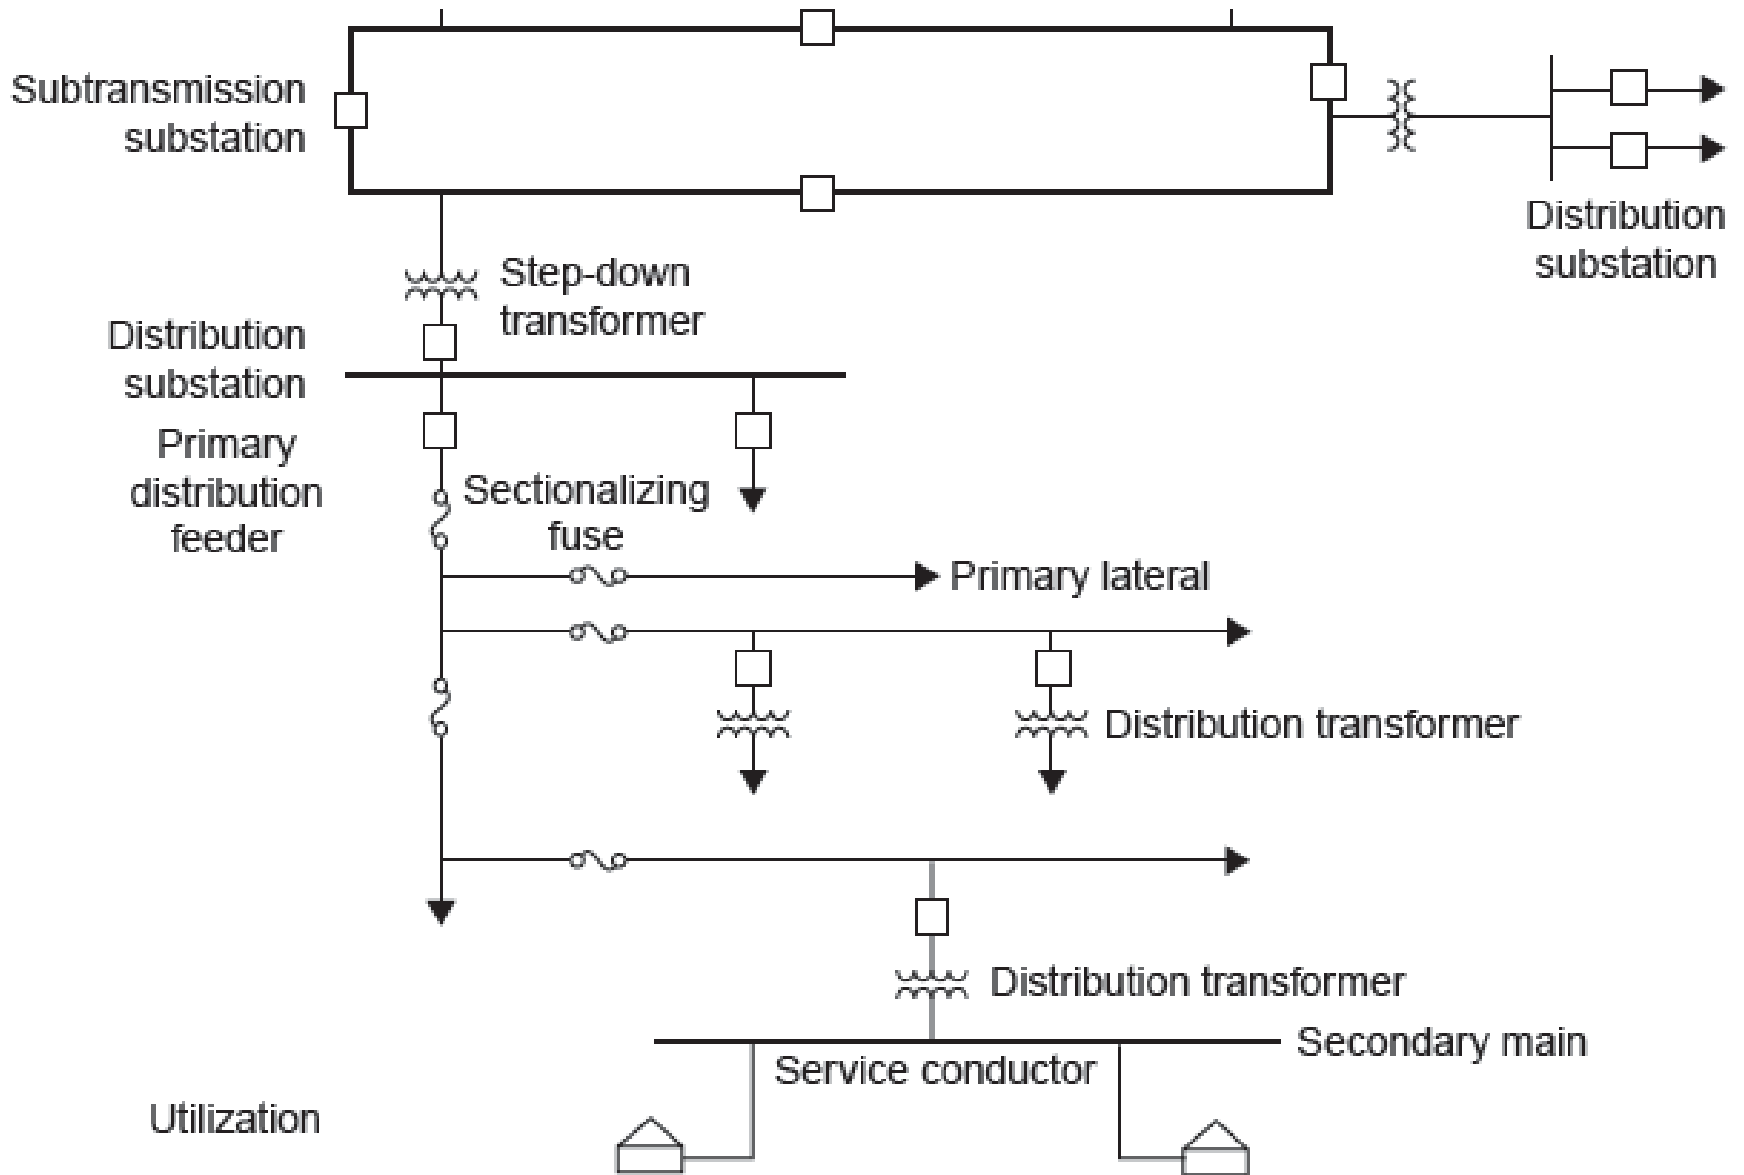 Subtransmission
substation
Distribution
substation
Step-down
transformer
Distribution
substation
Primary
distribution
feeder
Sectionalizing
fuse
Primary lateral
Distribution transformer
Distribution transformer
Secondary main
Service conductor
Utilization